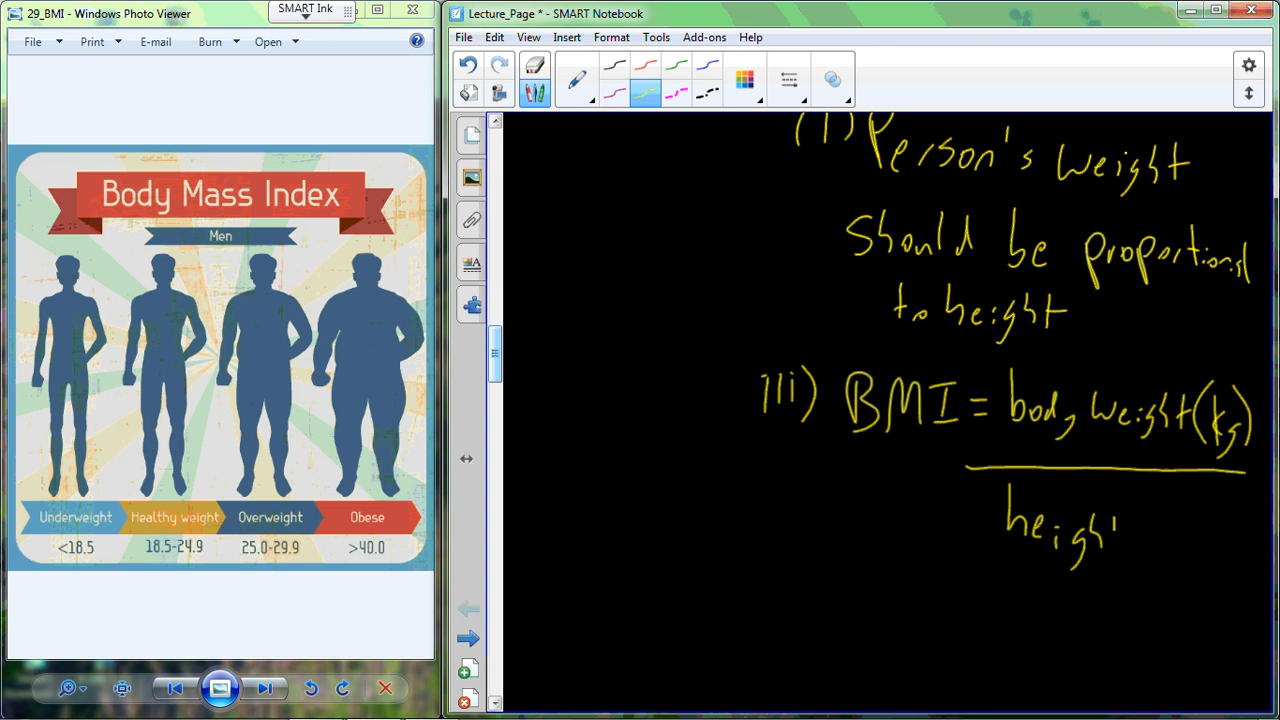 29_BMI - Windows Photo Viewer
SMART Ink
File Print E-mail Burn Open
Body Mass Index
Men
Underweight Healthy weight Overweight Obese
<18.5 18.5-24.9 25.0-29.9 >40.0
Lecture_Page * - SMART Notebook
File Edit View Insert Format Tools Add-ons Help
Person's weight
should be proportional
to height
iii) BMI = body weight (kg)
heigh